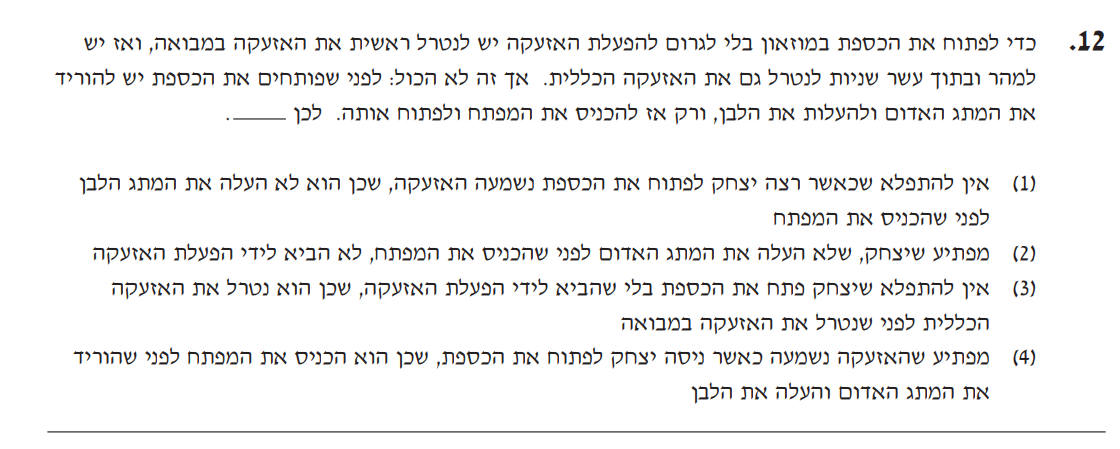 12. כדי לפתוח את הכספת במוזאון בלי לגרום להפעלת האזעקה יש לנטרל ראשית את האזעקה במבואה, ואז יש
למהר ובתוך עשר שניות לנטרל גם את האזעקה הכללית. אך זה לא הכול: לפני שפותחים את הכספת יש להוריד
את המתג האדום ולהעלות את הלבן, ורק אז להכניס את המפתח ולפתוח אותה. לכן _____.
(1) אין להתפלא שכאשר רצה יצחק לפתוח את הכספת נשמעה האזעקה, שכן הוא לא העלה את המתג הלבן
לפני שהכניס את המפתח
(2) מפתיע שיצחק, שלא העלה את המתג האדום לפני שהכניס את המפתח, לא הביא לידי הפעלת האזעקה
(3) אין להתפלא שיצחק פתח את הכספת בלי שהביא לידי הפעלת האזעקה, שכן הוא נטרל את האזעקה
הכללית לפני שנטרל את האזעקה במבואה
(4) מפתיע שהאזעקה נשמעה כאשר ניסה יצחק לפתוח את הכספת, שכן הוא הכניס את המפתח לפני שהוריד
את המתג האדום והעלה את הלבן